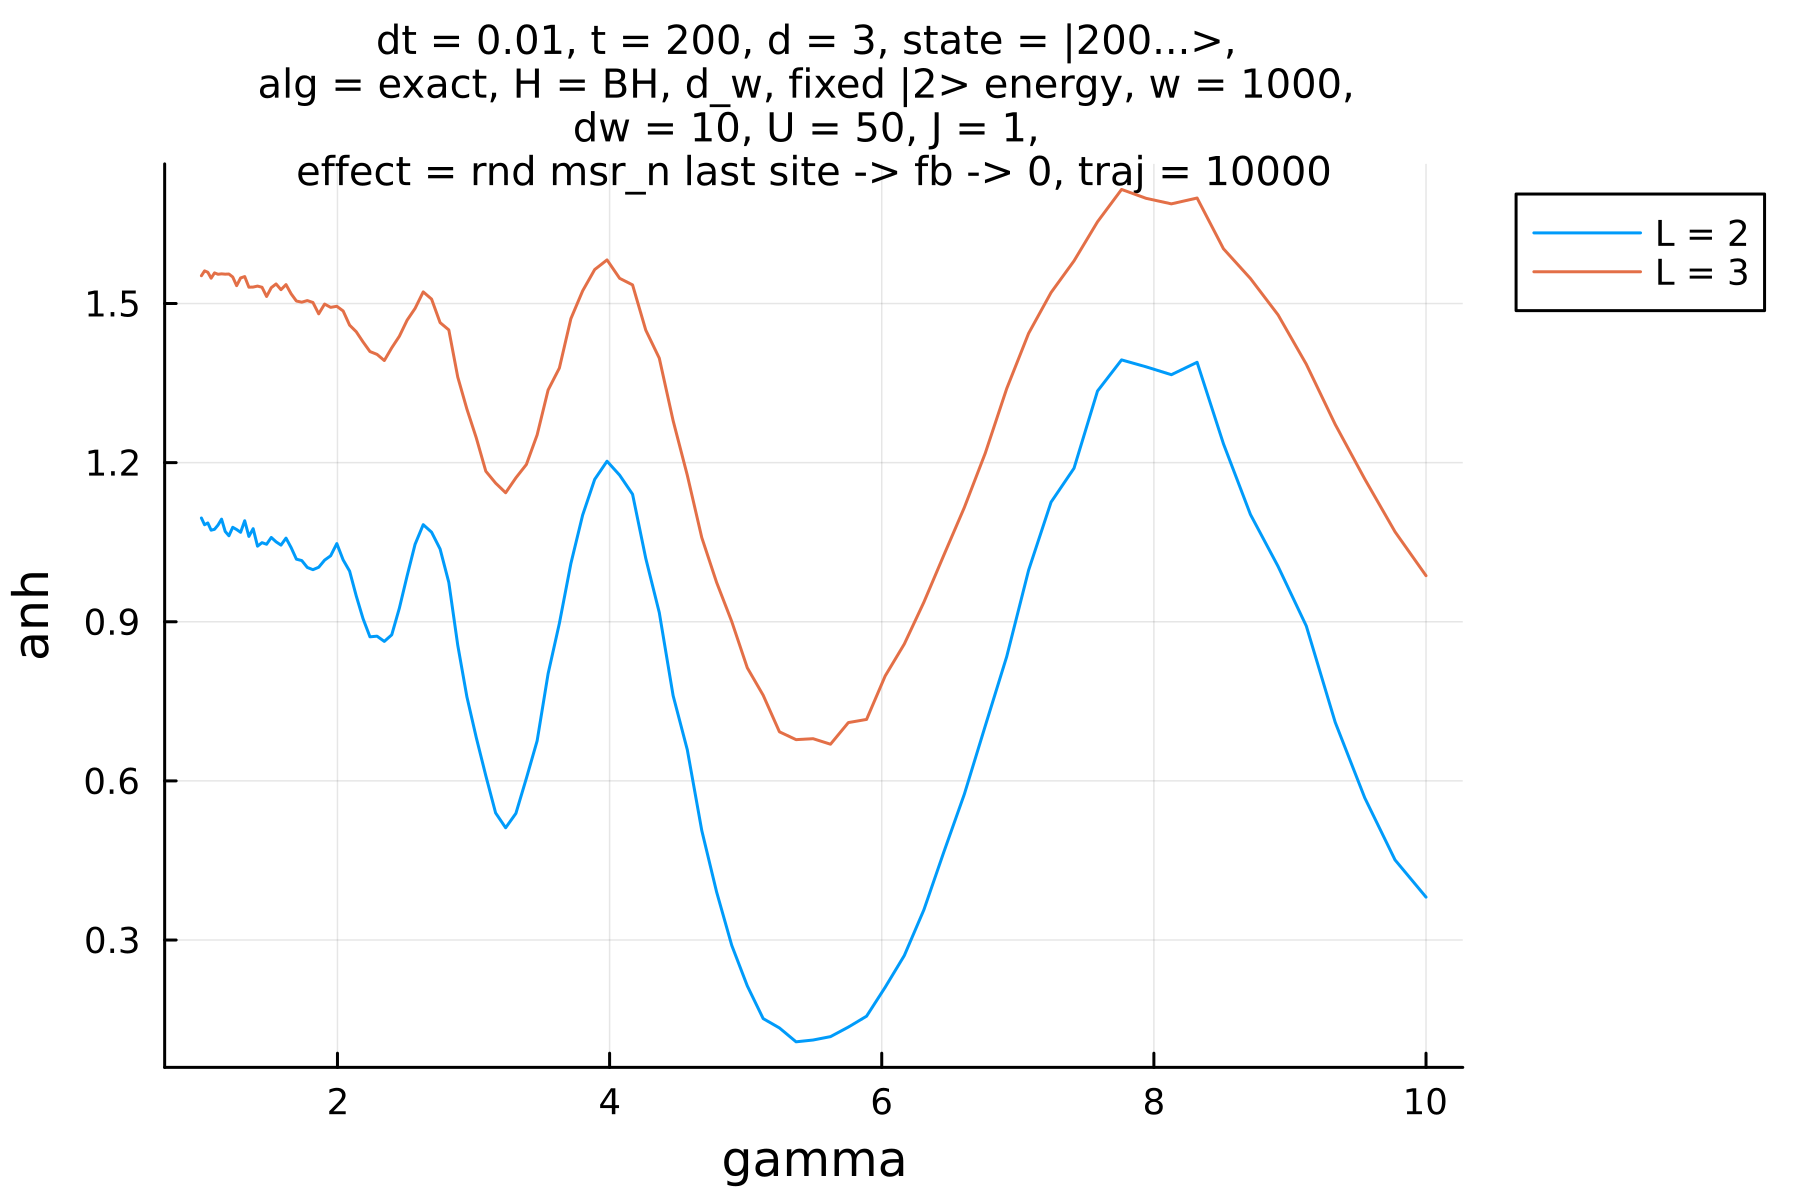 dt = 0.01, t = 200, d = 3, state = |200...>,
alg = exact, H = BH, d_w, fixed |2> energy, w = 1000,
dw = 10, U = 50, J = 1,
effect = rnd msr_n last site -> fb -> 0, traj = 10000
L = 2
L = 3
1.5
1.2
0.9
0.6
0.3
anh
2 4 6 8 10
gamma